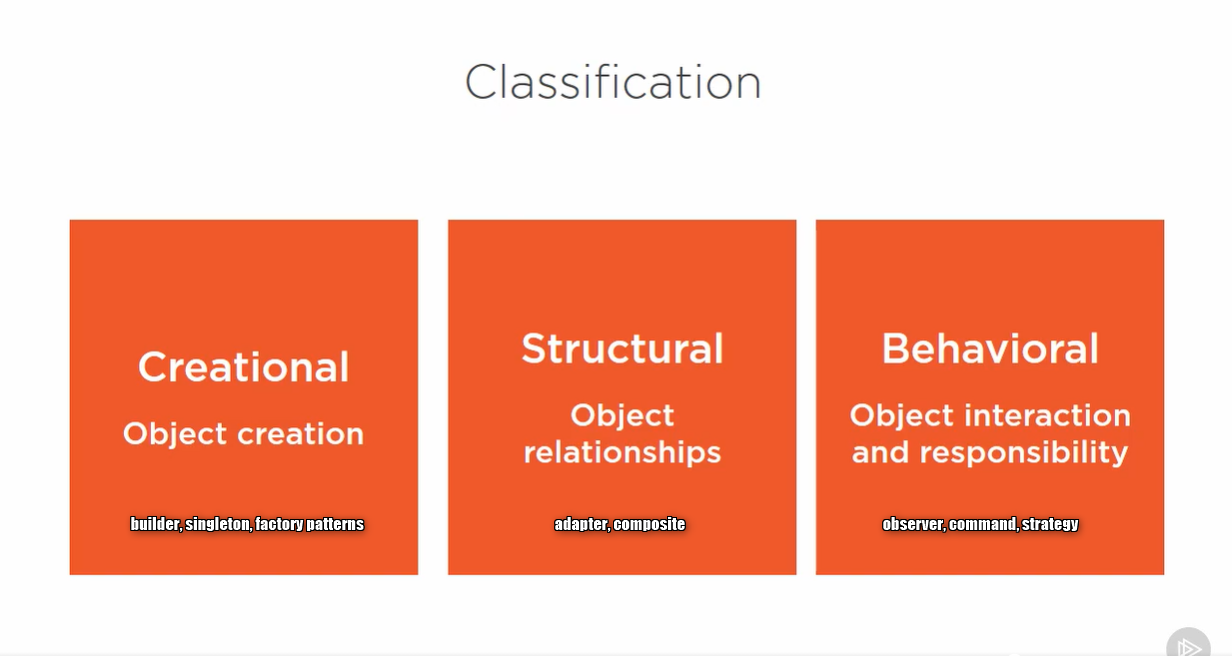 Classification
Creational
Object creation
builder, singleton, factory patterns
Structural
Object
relationships
adapter, composite
Behavioral
Object interaction
and responsibility
observer, command, strategy